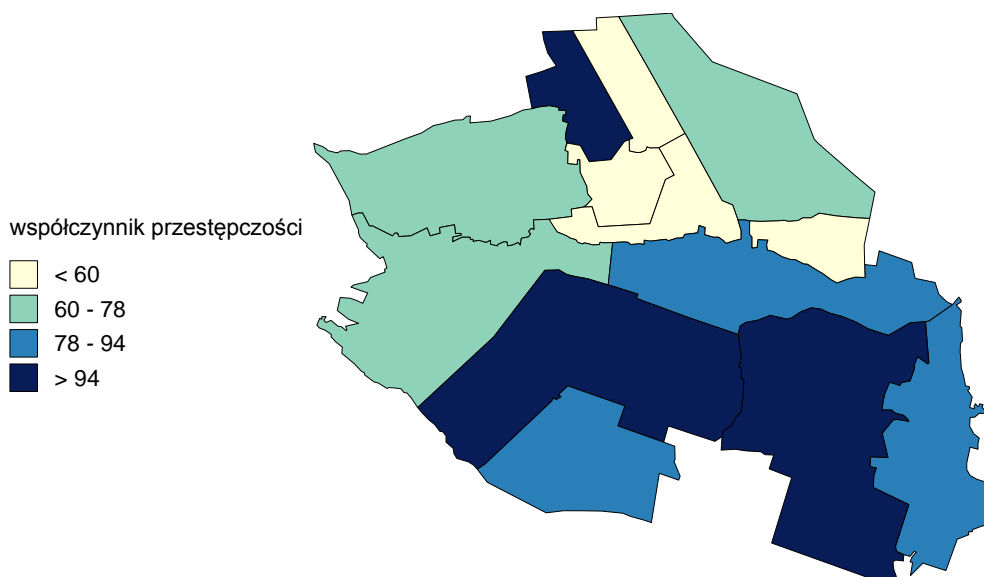 współczynnik przestępczości
< 60
60 - 78
78 - 94
> 94